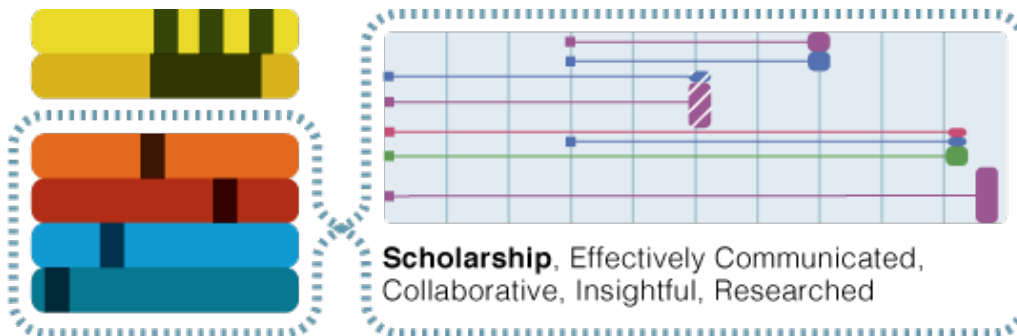 Scholarship, Effectively Communicated,
Collaborative, Insightful, Researched